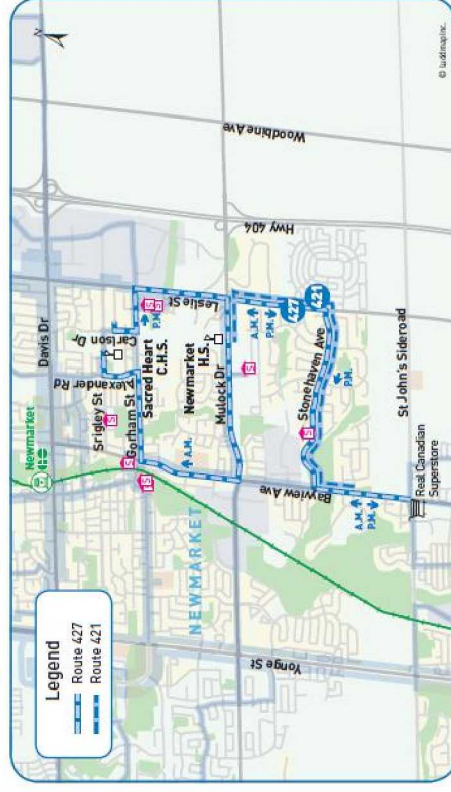 Legend
Route 427
Route 421
N
Newmarket
Davis Dr
Srigley St
Alexander Rd
Carlson Dr
Gorham St
Sacred Heart
C.H.S.
P.M.
Leslie St
Newmarket
H.S.
Mulock Dr
A.M.
NEWMARKET
Hwy 404
Woodbine Ave
Yonge St
A.M.
P.M.
427
421
Stonehaven Ave
P.M.
Bayview Ave
A.M.
P.M.
St John's Sideroad
Real Canadian
Superstore
© luddmapinc.